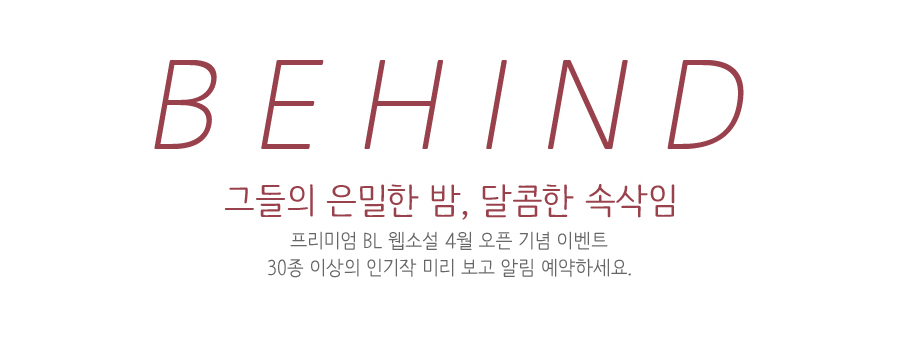 BEHIND
그들의 은밀한 밤, 달콤한 속삭임
프리미엄 BL 웹소설 4월 오픈 기념 이벤트
30종 이상의 인기작 미리 보고 알림 예약하세요.